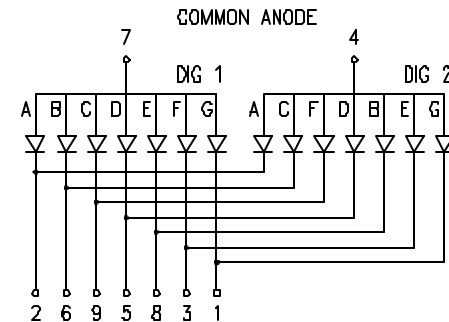 COMMON ANODE
7 4
DIG 1 DIG 2
A B C D E F G A C F D B E G
2 6 9 5 8 3 1